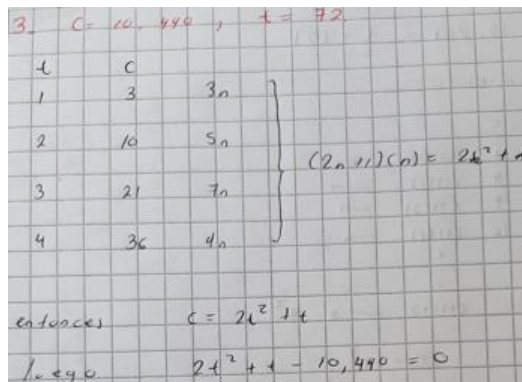 3. C = 10,440 , t = 72
t C
1 3 3n
2 10 5n
3 21 7n
(2n+1)(n) = 2t² + n
4 36 9n
entonces C = 2t² + t
luego 2t² + t - 10,440 = 0